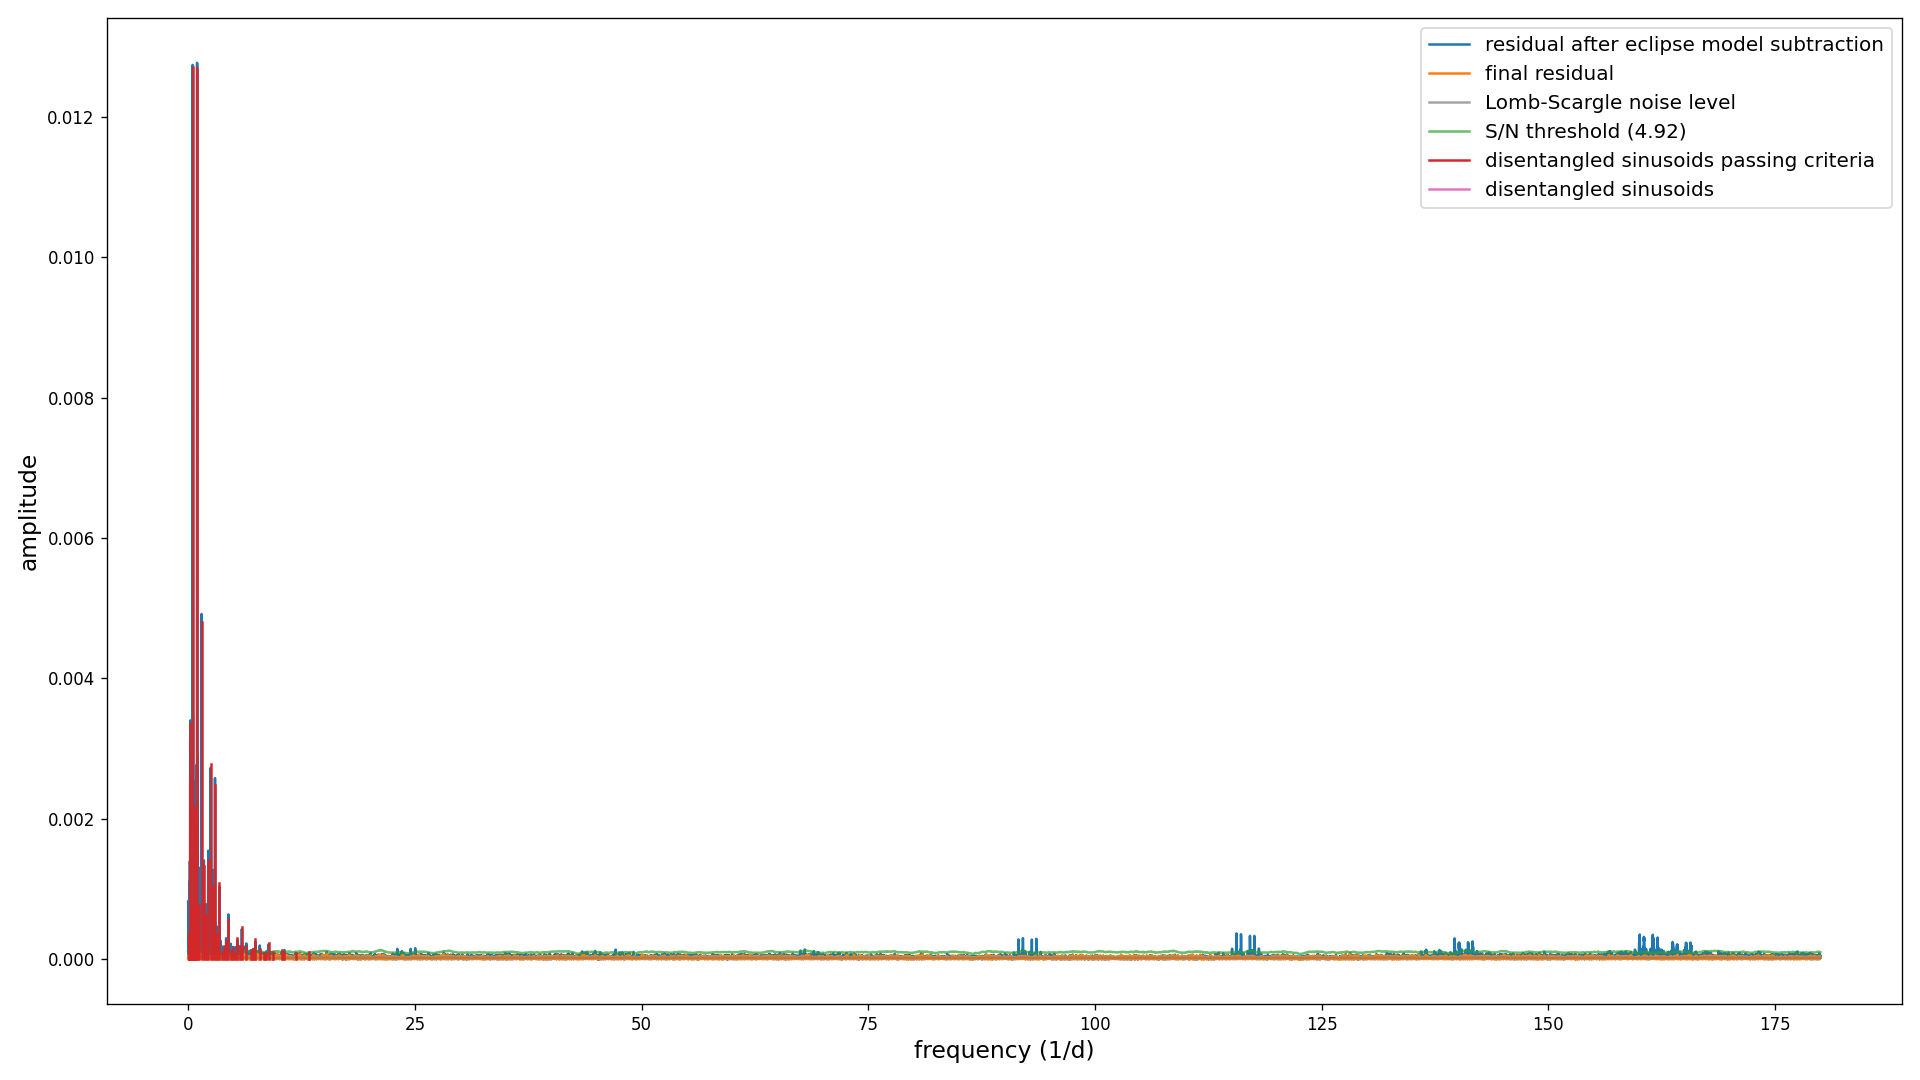 residual after eclipse model subtraction
final residual
Lomb-Scargle noise level
S/N threshold (4.92)
disentangled sinusoids passing criteria
disentangled sinusoids
0.012
0.010
0.008
0.006
0.004
0.002
0.000
amplitude
0 25 50 75 100 125 150 175
frequency (1/d)